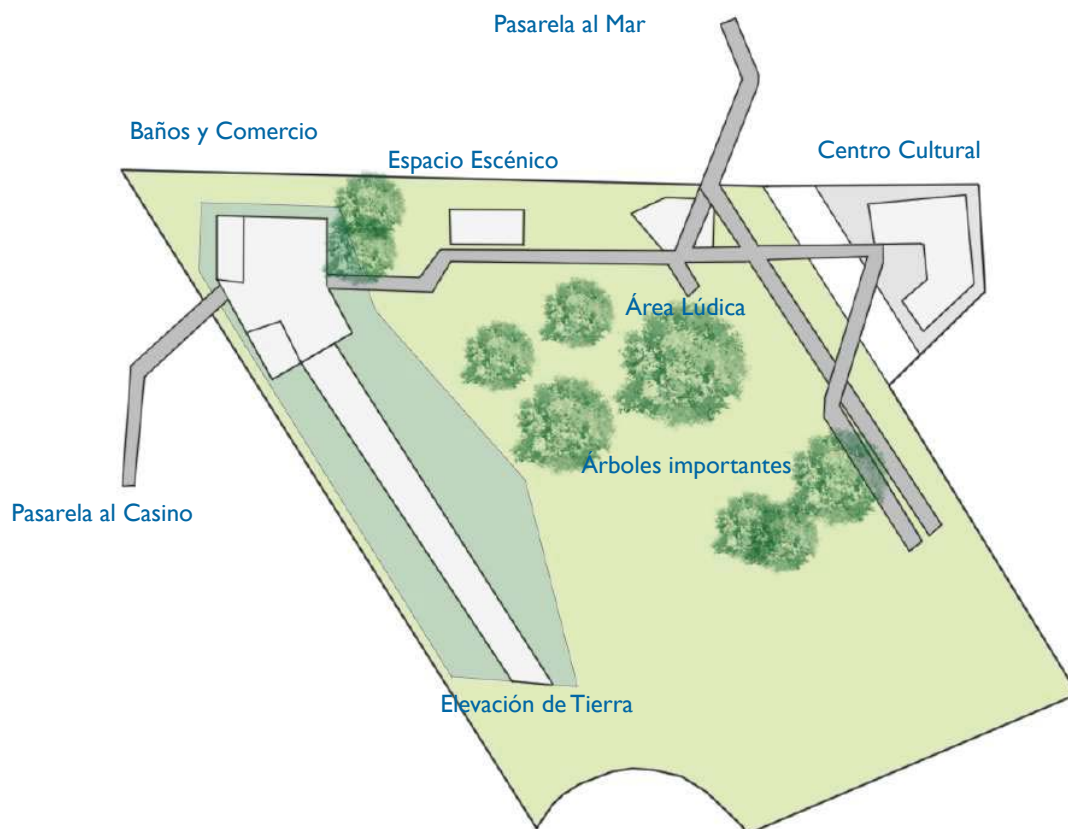 Pasarela al Mar
Baños y Comercio
Espacio Escénico
Centro Cultural
Área Lúdica
Árboles importantes
Pasarela al Casino
Elevación de Tierra